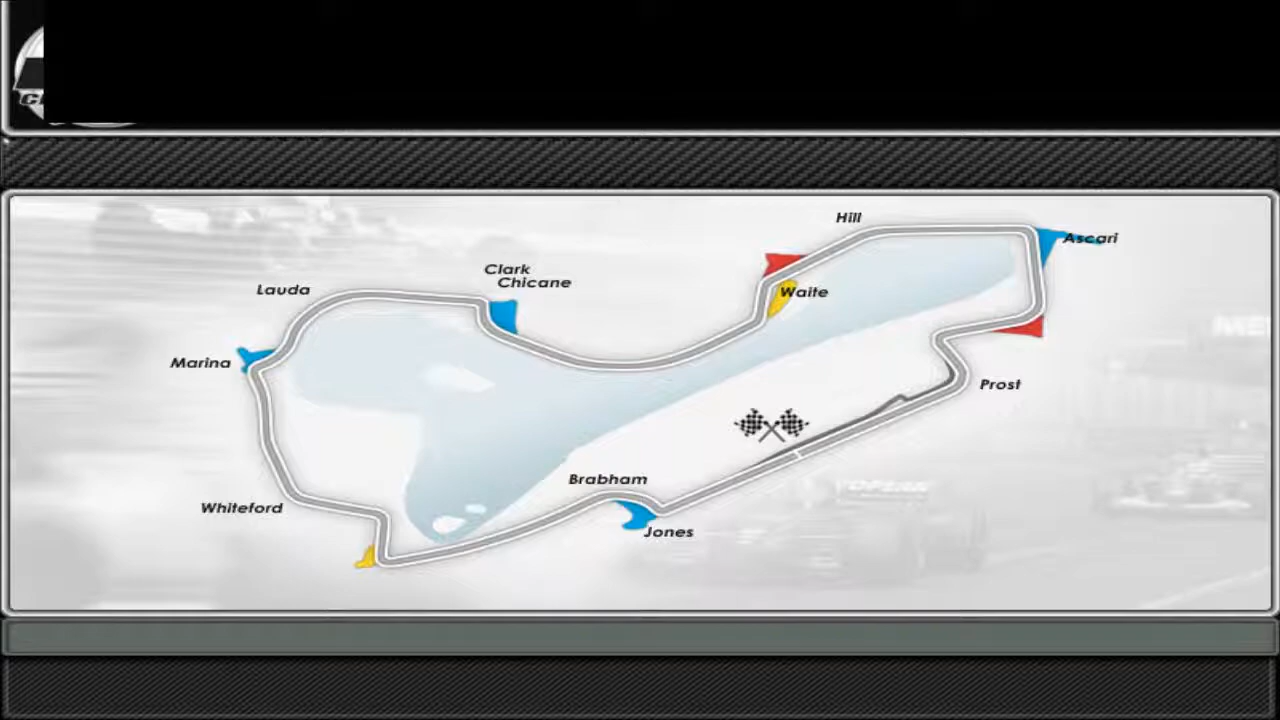 Hill
Ascari
Clark
Chicane
Lauda
Waite
Marina
Prost
Brabham
Whiteford
Jones